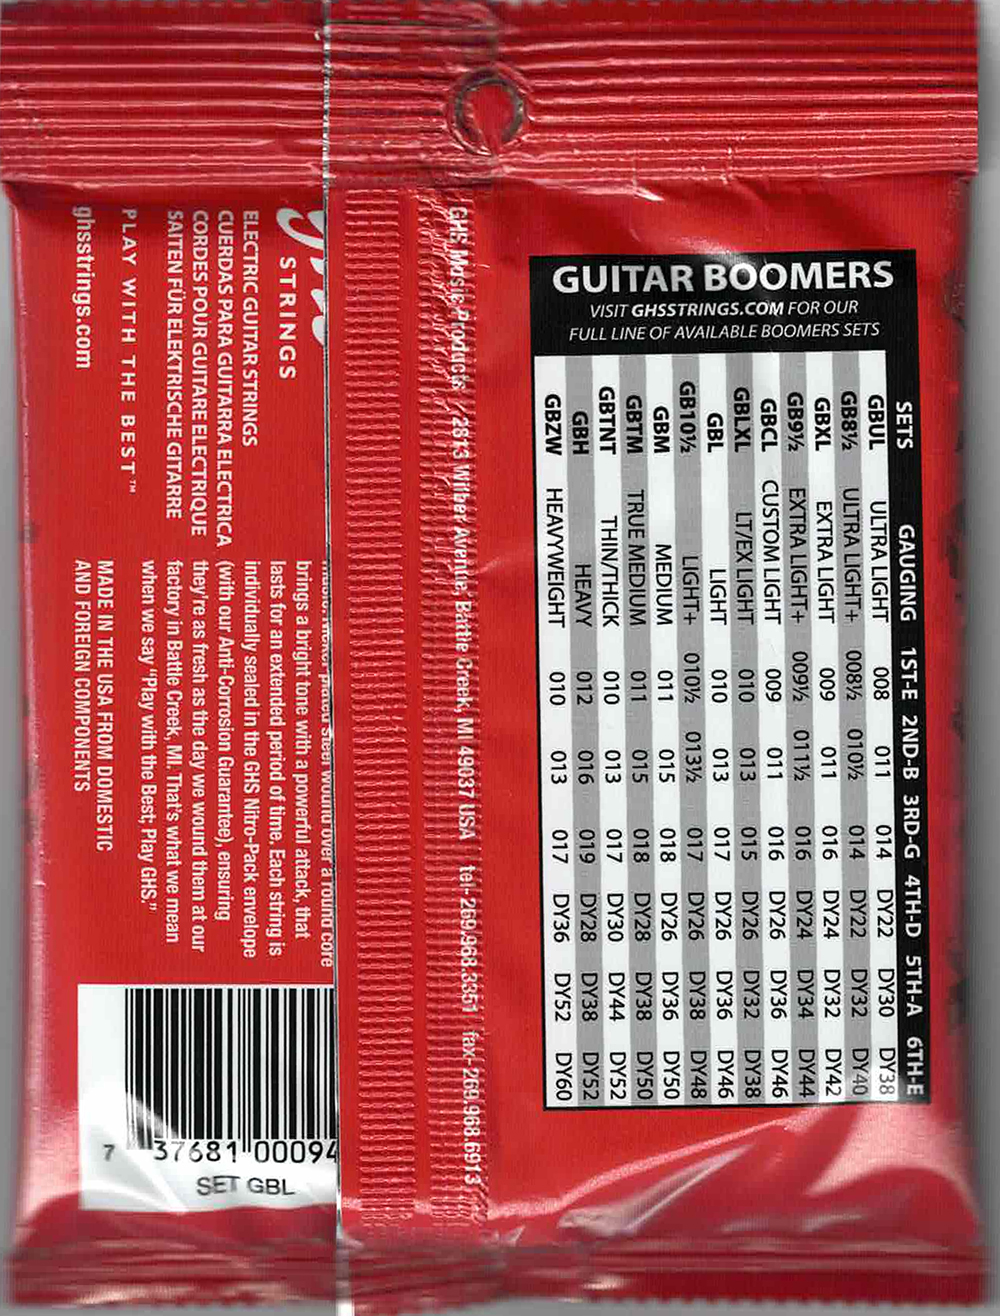 GUITAR BOOMERS
VISIT GHSSTRINGS.COM FOR OUR
FULL LINE OF AVAILABLE BOOMERS SETS
SETS GAUGING 1ST-E 2ND-B 3RD-G 4TH-D 5TH-A 6TH-E
GBUL ULTRA LIGHT 008 011 014 DY22 DY30 DY38
GB8½ ULTRA LIGHT+ 008½ 010½ 014 DY22 DY32 DY40
GBXL EXTRA LIGHT 009 011 016 DY24 DY32 DY42
GB9½ EXTRA LIGHT+ 009½ 011½ 016 DY24 DY34 DY44
GBCL CUSTOM LIGHT 009 011 016 DY26 DY36 DY46
GBLXL LT/EX LIGHT 010 013 015 DY26 DY32 DY38
GBL LIGHT 010 013 017 DY26 DY36 DY46
GB10½ LIGHT+ 010½ 013½ 017 DY26 DY38 DY48
GBM MEDIUM 011 015 018 DY26 DY36 DY50
GBTM TRUE MEDIUM 011 015 018 DY28 DY38 DY50
GBTNT THIN/THICK 010 013 017 DY30 DY44 DY52
GBH HEAVY 012 016 019 DY28 DY38 DY52
GBZW HEAVYWEIGHT 010 013 017 DY36 DY52 DY60
GHS Music Products 2813 Wilber Avenue, Battle Creek, MI 49037 USA tel- 269.968.3351 fax- 269.968.6913
STRINGS
ELECTRIC GUITAR STRINGS
CUERDAS PARA GUITARRA ELECTRICA
CORDES POUR GUITARE ELECTRIQUE
SAITEN FÜR ELEKTRISCHE GITARRE
PLAY WITH THE BEST™
ghsstrings.com
plated steel wound over a round core
brings a bright tone with a powerful attack, that
lasts for an extended period of time. Each string is
individually sealed in the GHS Nitro-Pack envelope
(with our Anti-Corrosion Guarantee), ensuring
they're as fresh as the day we wound them at our
factory in Battle Creek, MI. That's what we mean
when we say "Play with the Best; Play GHS."
MADE IN THE USA FROM DOMESTIC
AND FOREIGN COMPONENTS
7 37681 00094
SET GBL